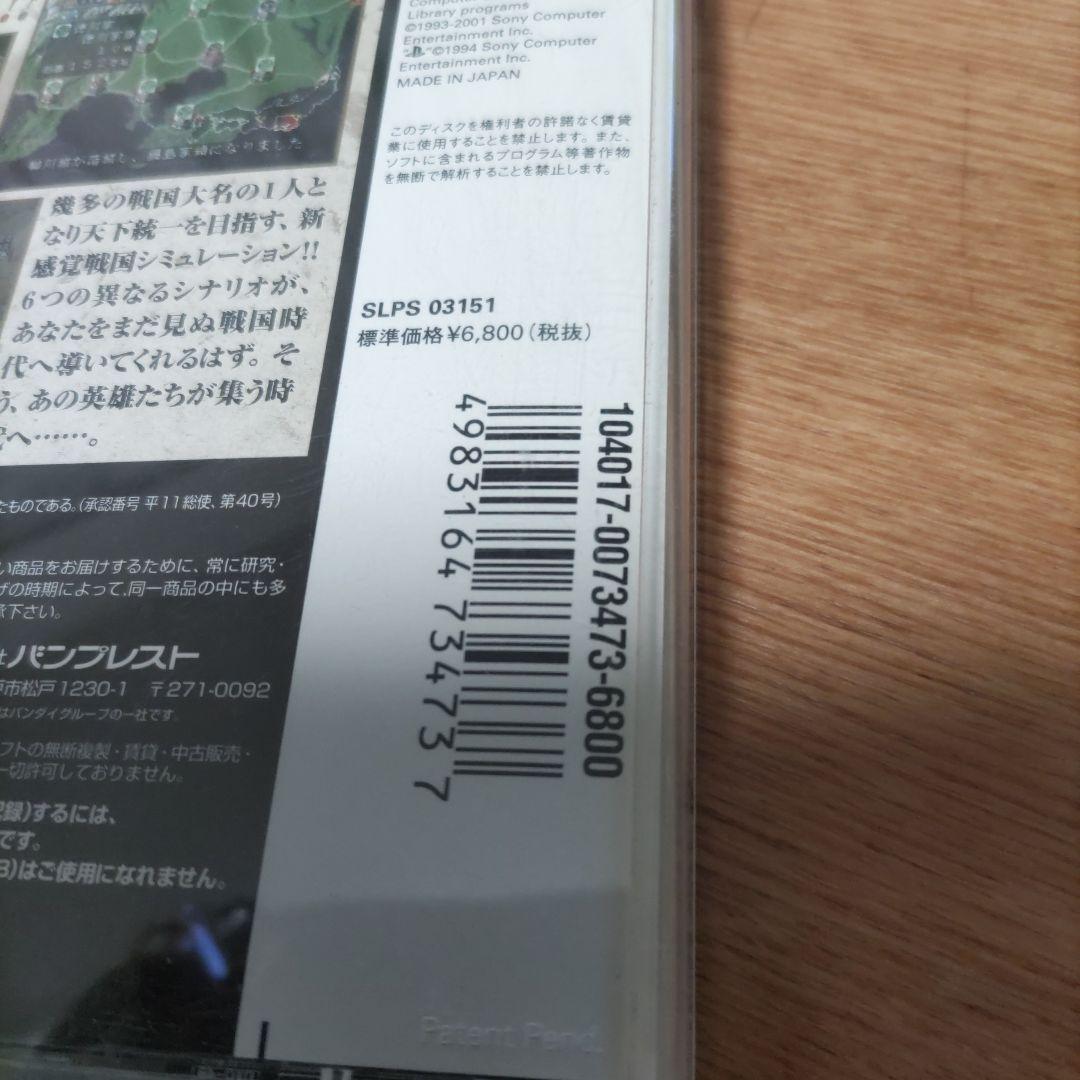 Library programs
©1993-2001 Sony Computer
Entertainment Inc.
"©1994 Sony Computer
Entertainment Inc.
MADE IN JAPAN
このディスクを権利者の許諾なく賃貸
業に使用することを禁止します。また、
ソフトに含まれるプログラム等著作物
を無断で解析することを禁止します。
幾多の戦国大名の1人と
なり天下統一を目指す、新
感覚戦国シミュレーション!!
6つの異なるシナリオが、
あなたをまだ見ぬ戦国時
代へ導いてくれるはず。そ
う、あの英雄たちが集う時
へ……。
SLPS 03151
標準価格¥6,800(税抜)
104017-0073473-6800
4983164734737
たものである。(承認番号 平11総使、第40号)
い商品をお届けするために、常に研究・
の時期によって、同一商品の中にも多
下さい。
バンプレスト
市松戸1230-1 〒271-0092
はバンダイグループの一社です。
フトの無断複製・賃貸・中古販売・
一切許可しておりません。
録)するには、
です。
はご使用になれません。
Patent Pend.